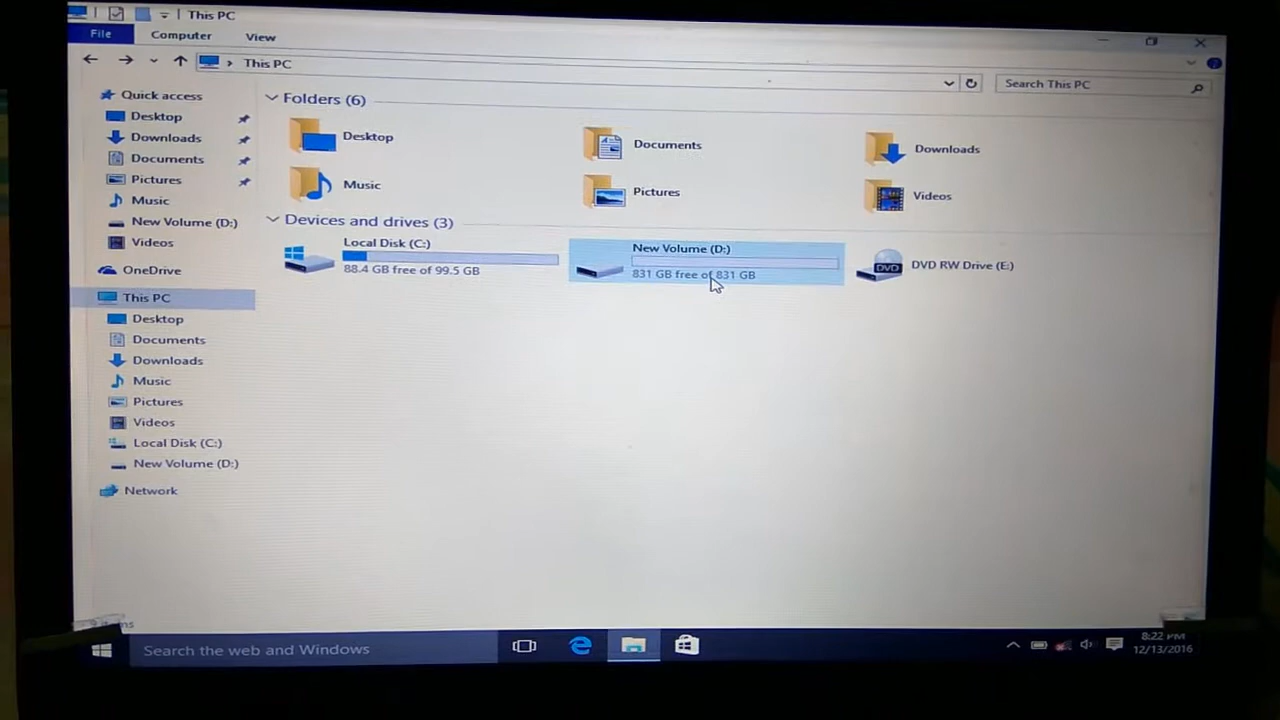 This PC
File Computer View
This PC
Search This PC
Quick access
Desktop
Downloads
Documents
Pictures
Music
New Volume (D:)
Videos
OneDrive
This PC
Desktop
Documents
Downloads
Music
Pictures
Videos
Local Disk (C:)
New Volume (D:)
Network
Folders (6)
Desktop
Documents
Downloads
Music
Pictures
Videos
Devices and drives (3)
Local Disk (C:)
88.4 GB free of 99.5 GB
New Volume (D:)
831 GB free of 831 GB
DVD
DVD RW Drive (E:)
Search the web and Windows
8:22 PM
12/13/2016